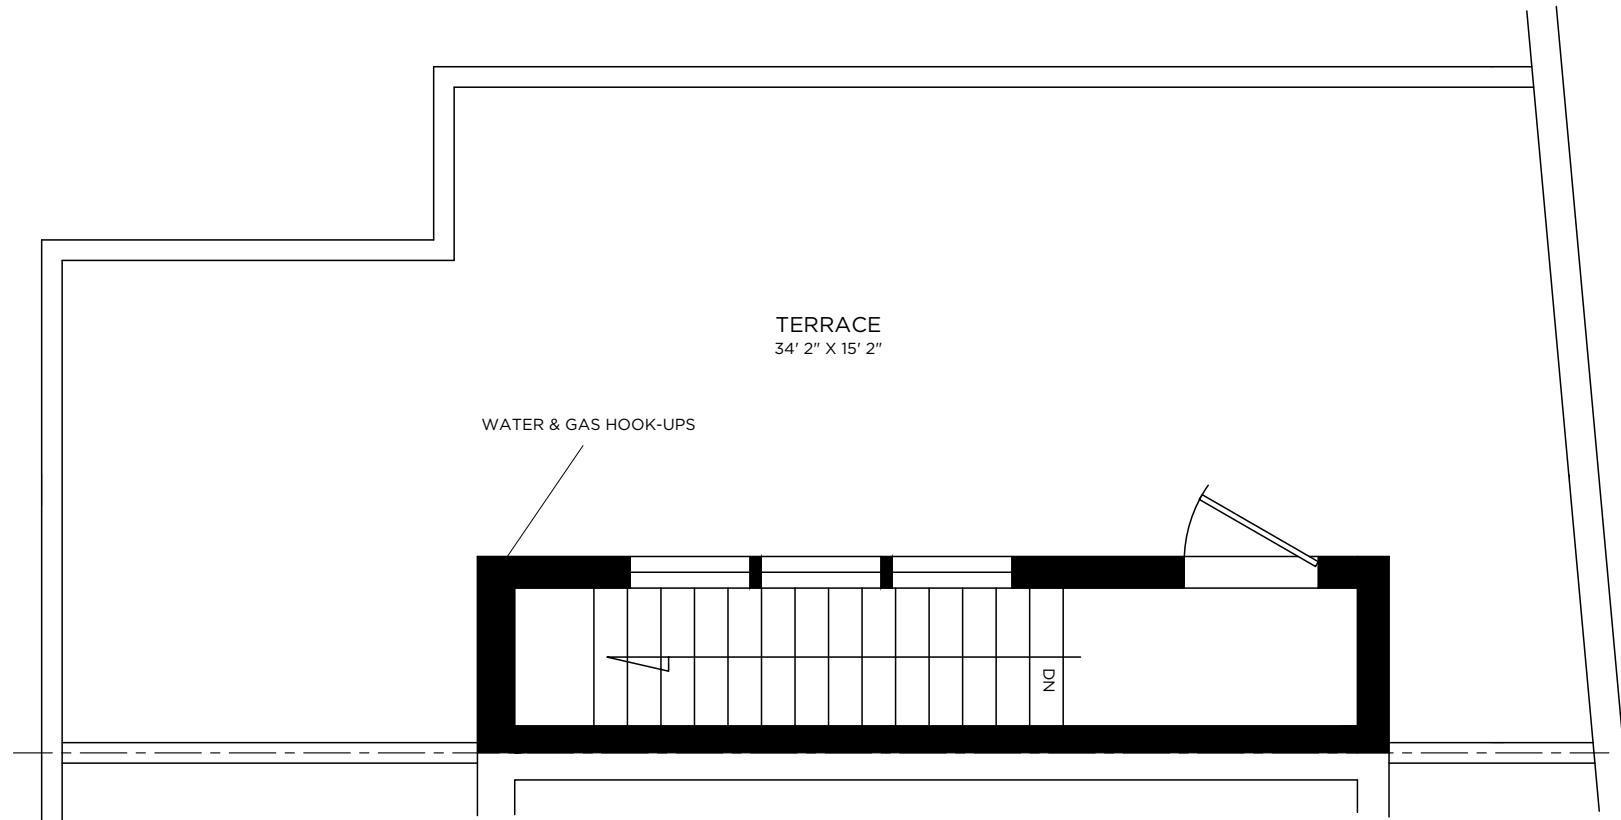 TERRACE
34' 2" X 15' 2"
WATER & GAS HOOK-UPS
DN